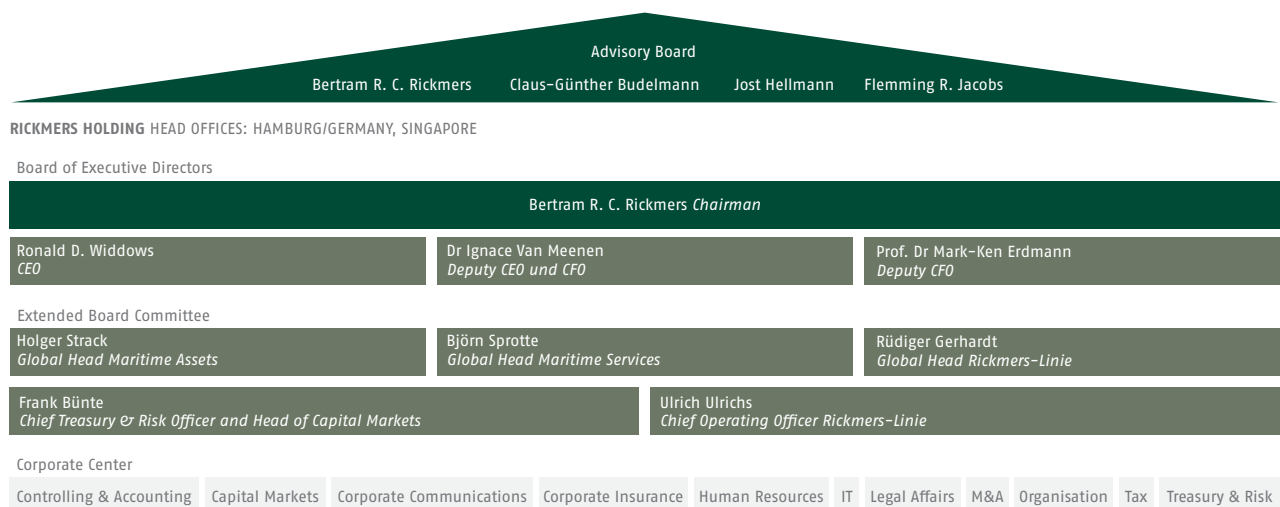 Advisory Board
Bertram R. C. Rickmers Claus-Günther Budelmann Jost Hellmann Flemming R. Jacobs
RICKMERS HOLDING HEAD OFFICES: HAMBURG/GERMANY, SINGAPORE
Board of Executive Directors
Bertram R. C. Rickmers Chairman
Ronald D. Widdows
CEO
Dr Ignace Van Meenen
Deputy CEO und CFO
Prof. Dr Mark-Ken Erdmann
Deputy CFO
Extended Board Committee
Holger Strack
Global Head Maritime Assets
Björn Sprotte
Global Head Maritime Services
Rüdiger Gerhardt
Global Head Rickmers-Linie
Frank Bünte
Chief Treasury & Risk Officer and Head of Capital Markets
Ulrich Ulrichs
Chief Operating Officer Rickmers-Linie
Corporate Center
Controlling & Accounting Capital Markets Corporate Communications Corporate Insurance Human Resources IT Legal Affairs M&A Organisation Tax Treasury & Risk